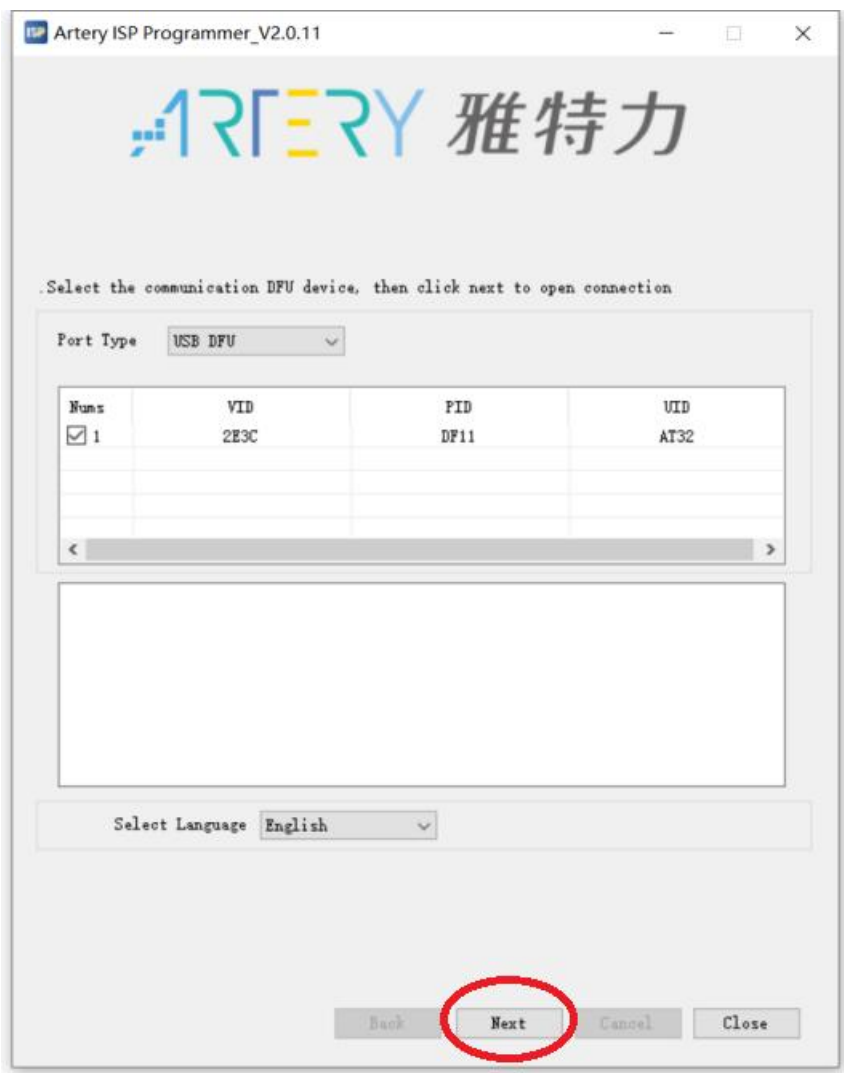 ISP Artery ISP Programmer_V2.0.11
ARTERY 雅特力
.Select the communication DFU device, then click next to open connection
Port Type USB DFU
Nums VID PID UID
1 2E3C DF11 AT32
Select Language English
Back Next Cancel Close